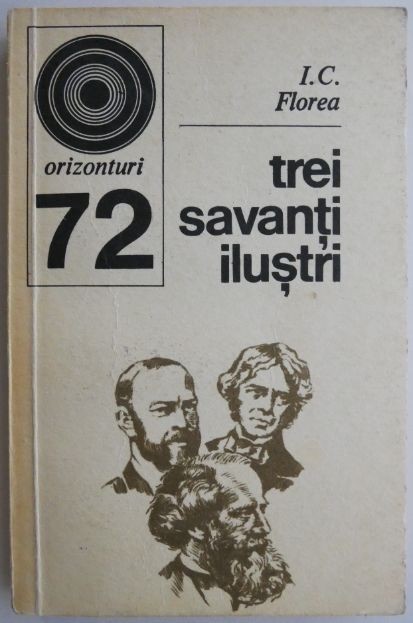 orizonturi
72
I.C.
Florea
trei
savanți
iluștri